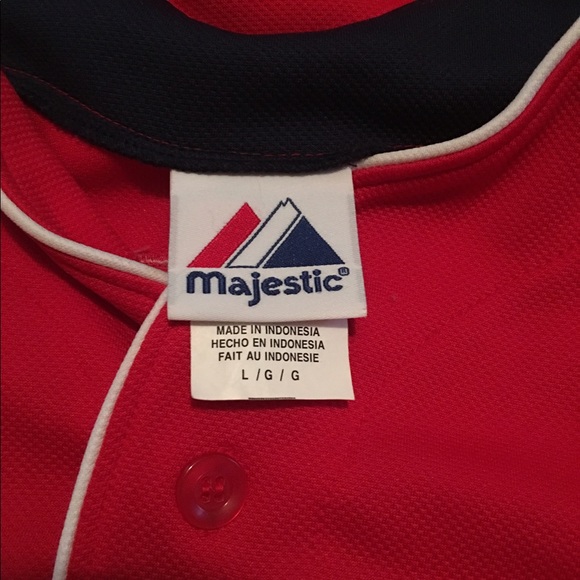 majestic®
MADE IN INDONESIA
HECHO EN INDONESIA
FAIT AU INDONESIE
L / G / G